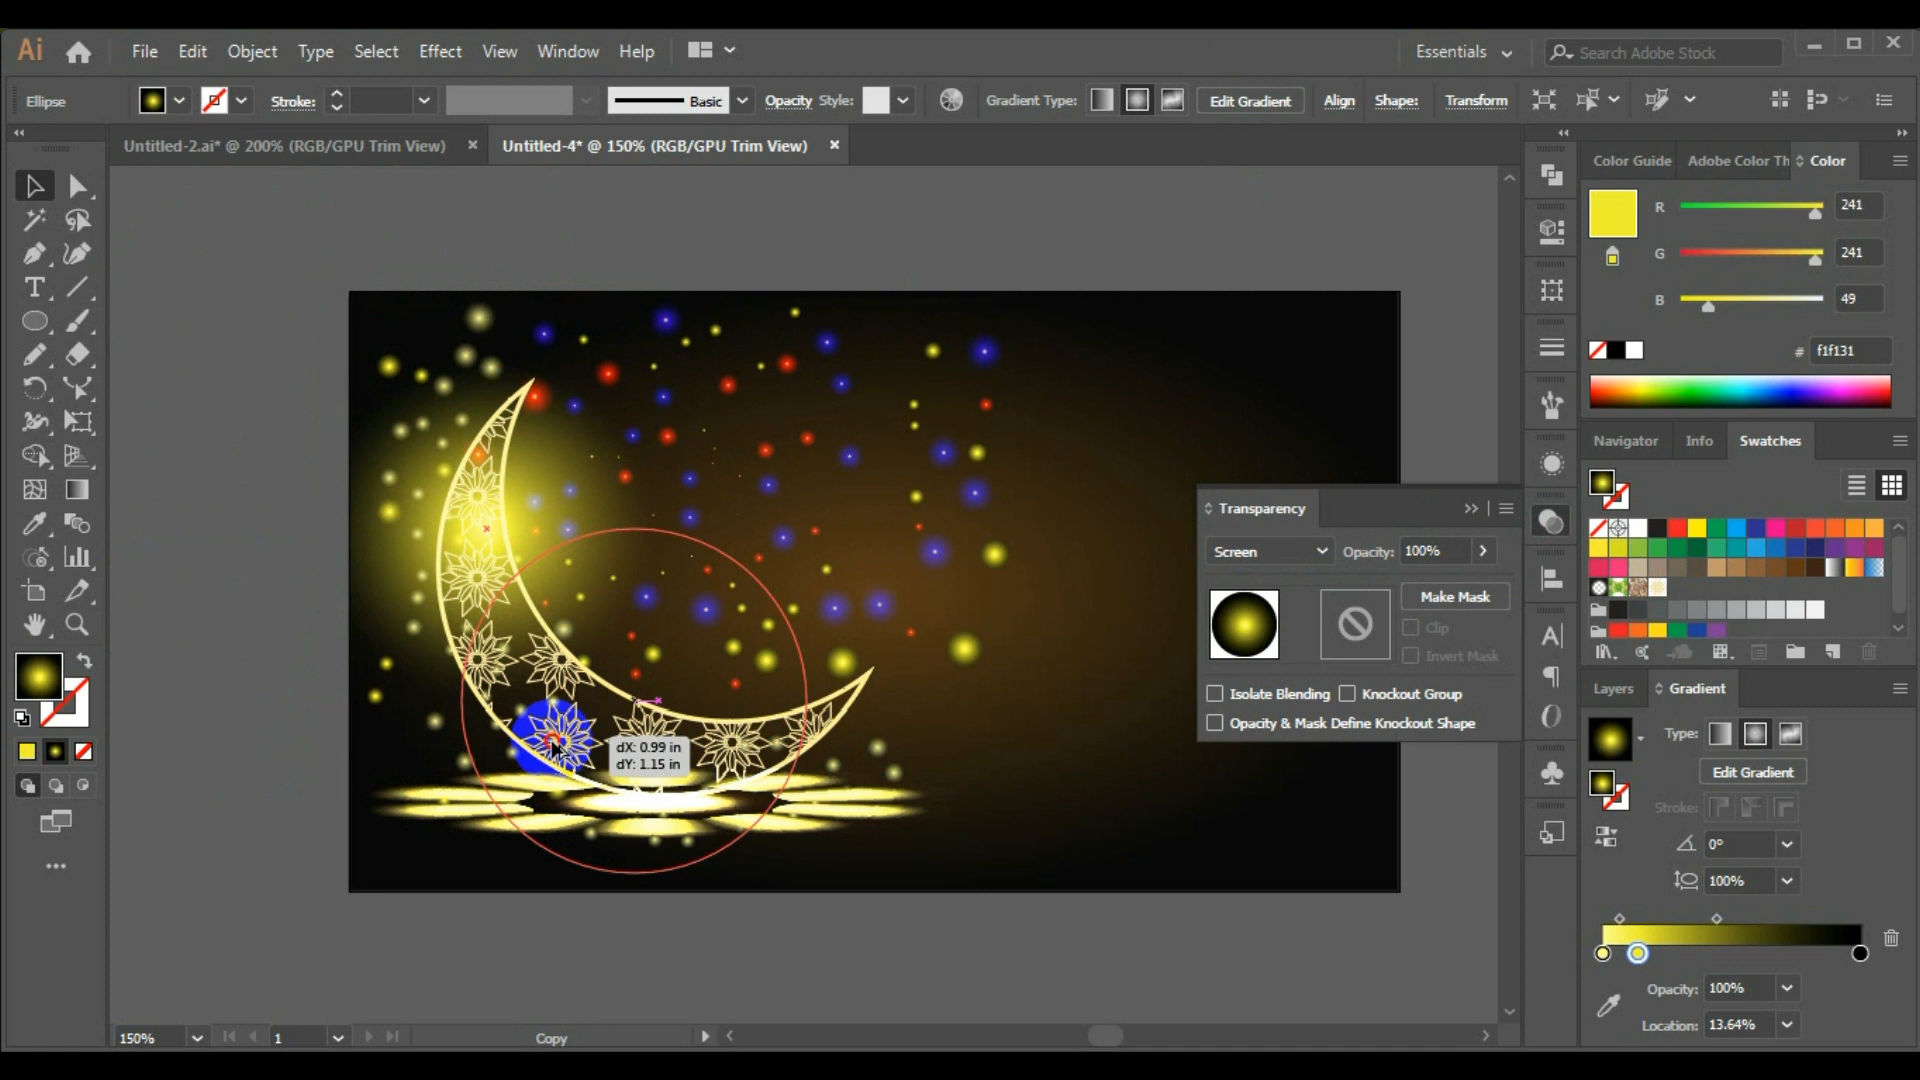 Ai File Edit Object Type Select Effect View Window Help Essentials Search Adobe Stock
Ellipse Stroke: Basic Opacity Style: Gradient Type: Edit Gradient Align Shape: Transform
Untitled-2.ai* @ 200% (RGB/GPU Trim View) × Untitled-4* @ 150% (RGB/GPU Trim View) ×
Color Guide Adobe Color Th Color
R 241
G 241
B 49
# f1f131
Navigator Info Swatches
Transparency
Screen Opacity: 100%
Make Mask
Clip
Invert Mask
Isolate Blending Knockout Group
Opacity & Mask Define Knockout Shape
dX: 0.99 in
dY: 1.15 in
Layers Gradient
Type:
Edit Gradient
Stroke:
0°
100%
Opacity: 100%
Location: 13.64%
150% 1 Copy